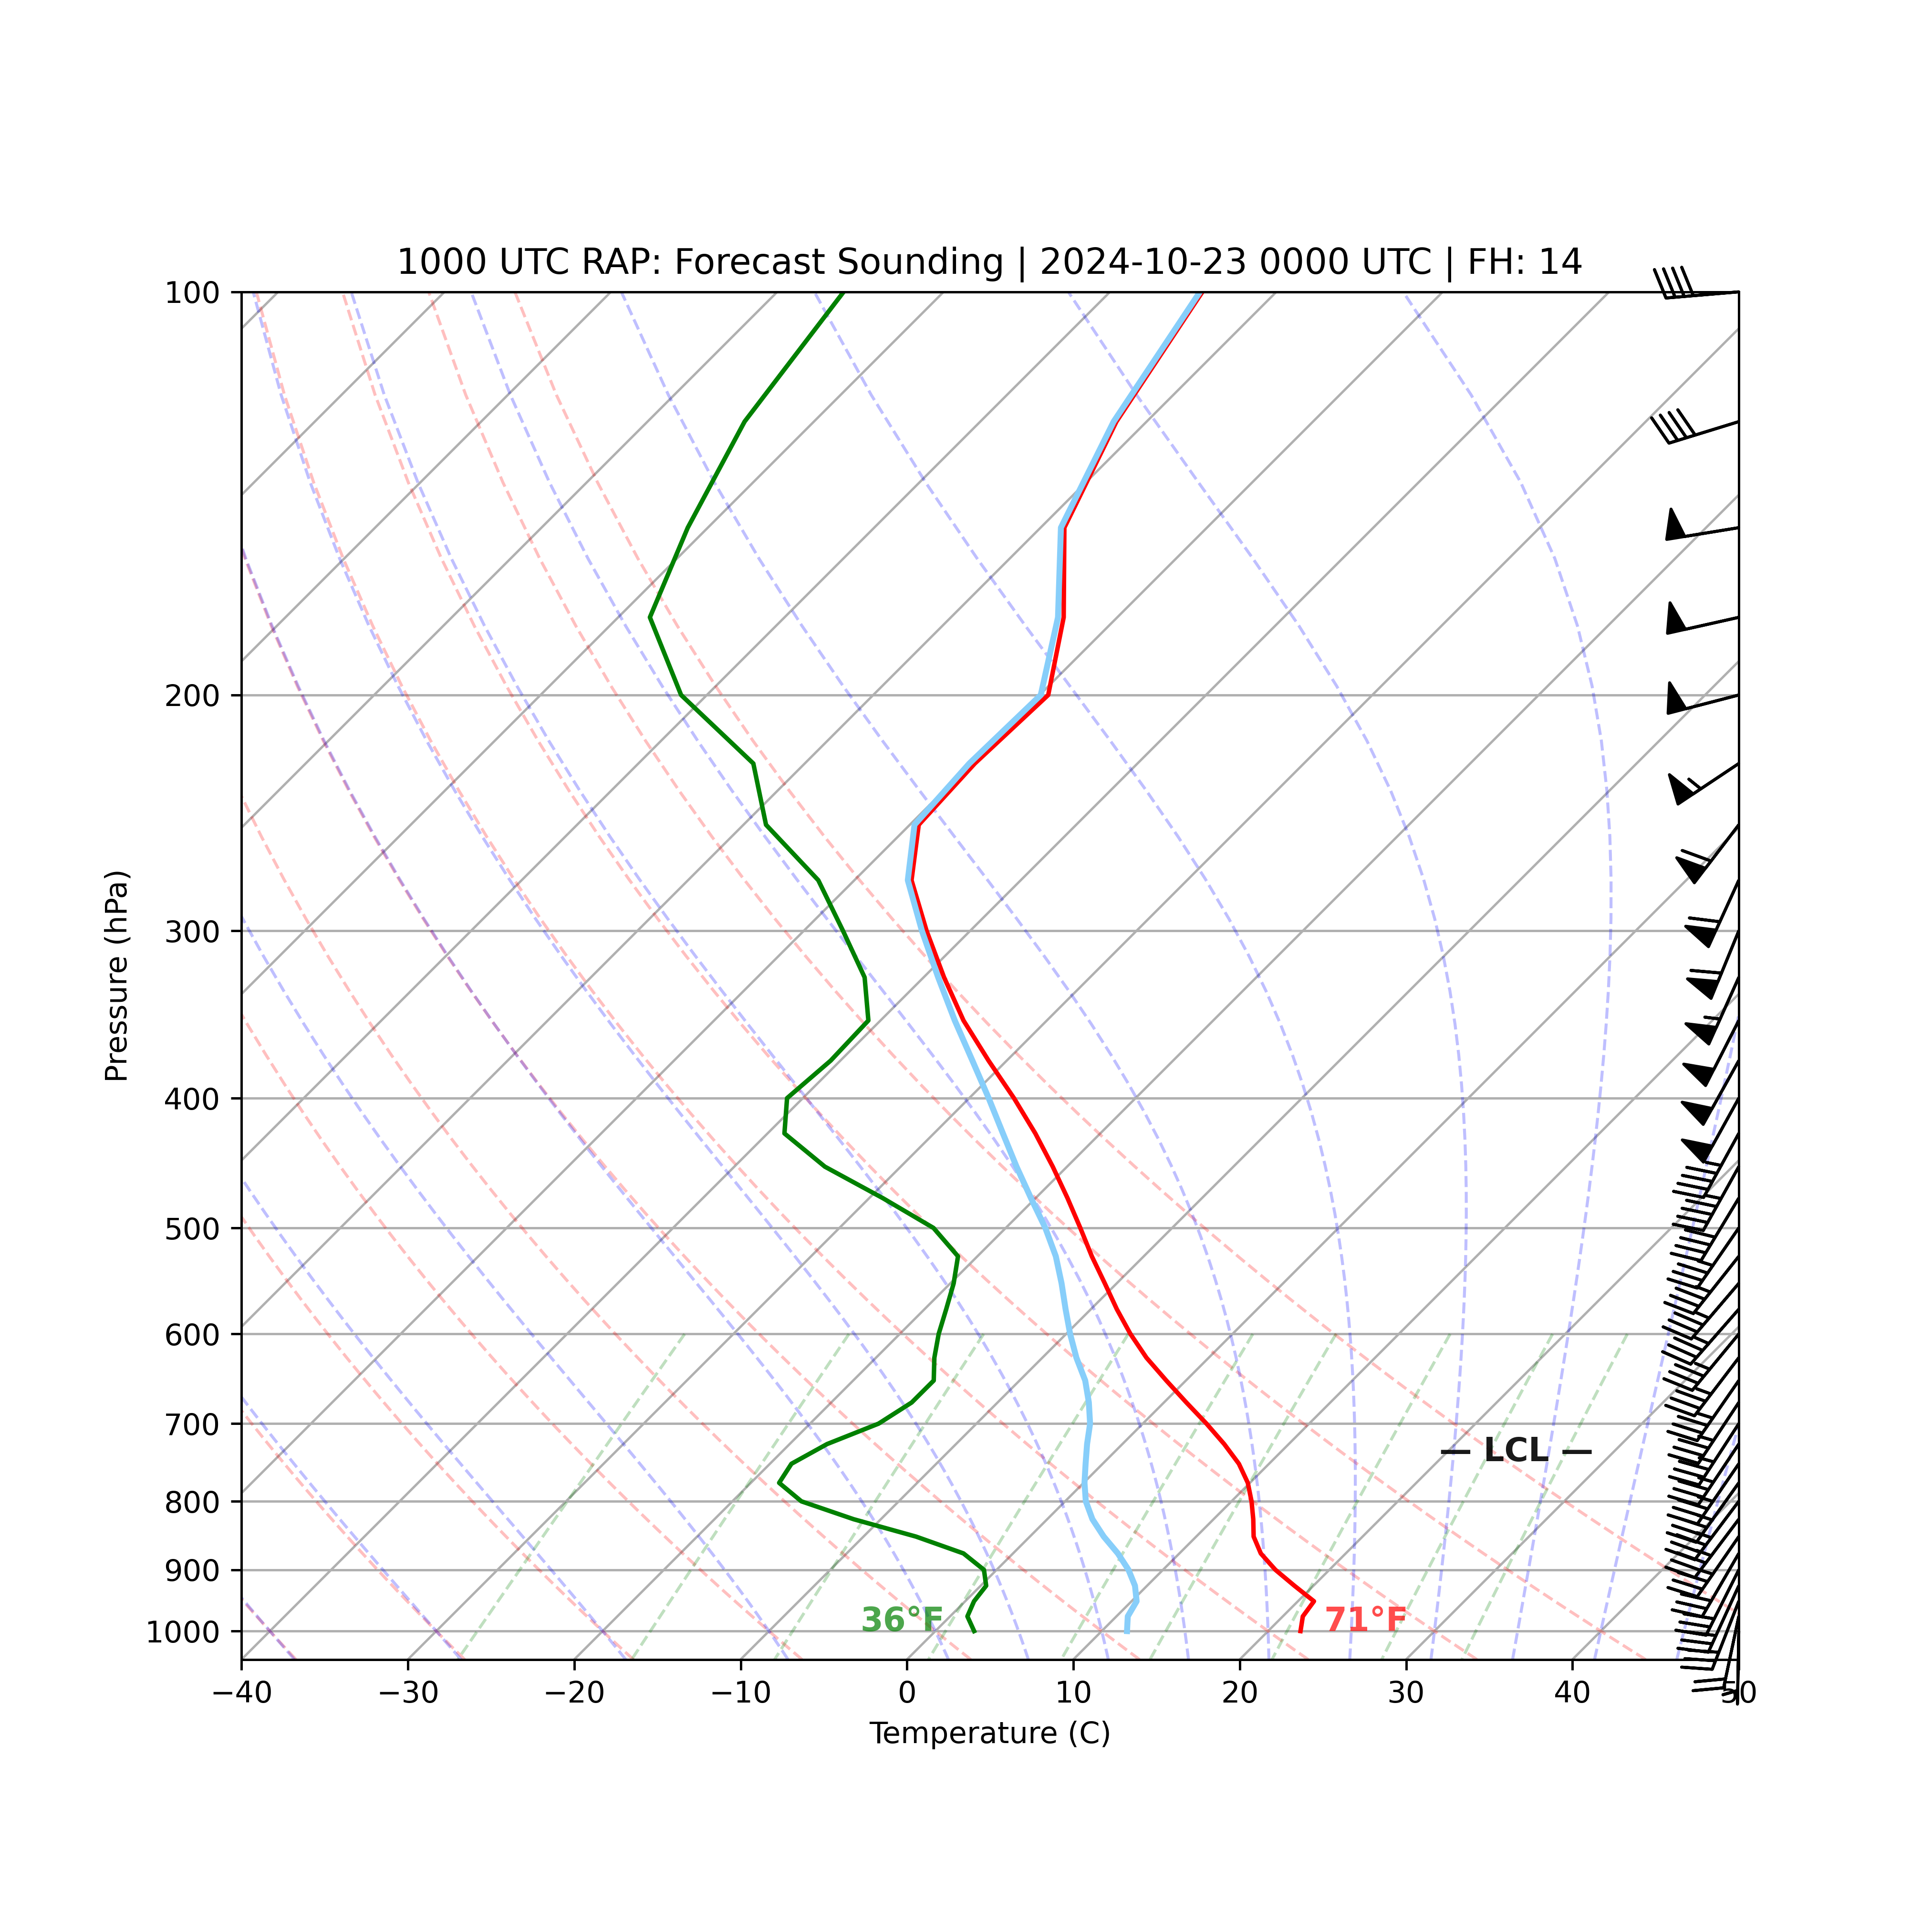 1000 UTC RAP: Forecast Sounding | 2024-10-23 0000 UTC | FH: 14
100
200
300
400
500
600
700
800
900
1000
Pressure (hPa)
— LCL —
36°F
71°F
−40 −30 −20 −10 0 10 20 30 40 50
Temperature (C)